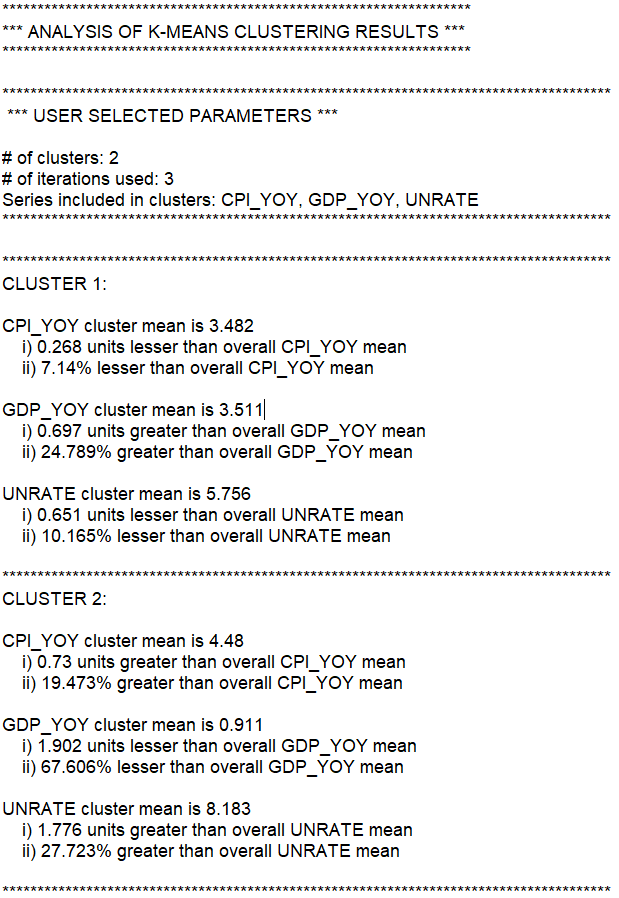 *******************************************************************
*** ANALYSIS OF K-MEANS CLUSTERING RESULTS ***
*******************************************************************
***************************************************************************************
*** USER SELECTED PARAMETERS ***
# of clusters: 2
# of iterations used: 3
Series included in clusters: CPI_YOY, GDP_YOY, UNRATE
***************************************************************************************
***************************************************************************************
CLUSTER 1:
CPI_YOY cluster mean is 3.482
i) 0.268 units lesser than overall CPI_YOY mean
ii) 7.14% lesser than overall CPI_YOY mean
GDP_YOY cluster mean is 3.511
i) 0.697 units greater than overall GDP_YOY mean
ii) 24.789% greater than overall GDP_YOY mean
UNRATE cluster mean is 5.756
i) 0.651 units lesser than overall UNRATE mean
ii) 10.165% lesser than overall UNRATE mean
***************************************************************************************
CLUSTER 2:
CPI_YOY cluster mean is 4.48
i) 0.73 units greater than overall CPI_YOY mean
ii) 19.473% greater than overall CPI_YOY mean
GDP_YOY cluster mean is 0.911
i) 1.902 units lesser than overall GDP_YOY mean
ii) 67.606% lesser than overall GDP_YOY mean
UNRATE cluster mean is 8.183
i) 1.776 units greater than overall UNRATE mean
ii) 27.723% greater than overall UNRATE mean
***************************************************************************************